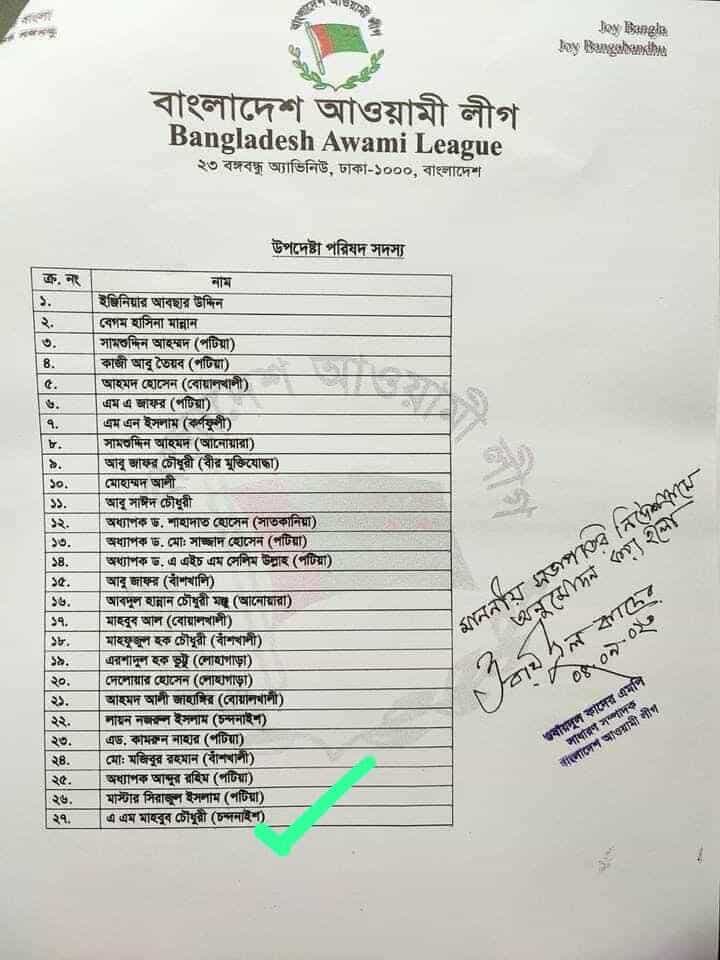 বাংলা
Joy Bangla
Joy Bangabandhu
বাংলাদেশ আওয়ামী লীগ
Bangladesh Awami League
২৩ বঙ্গবন্ধু অ্যাভিনিউ, ঢাকা-১০০০, বাংলাদেশ
উপদেষ্টা পরিষদ সদস্য
ক্র. নং নাম
১. ইঞ্জিনিয়ার আবছার উদ্দিন
২. বেগম হাসিনা মান্নান
৩. সামশুদ্দিন আহম্মদ (পটিয়া)
৪. কাজী আবু তৈয়ব (পটিয়া)
৫. আহমদ হোসেন (বোয়ালখালী)
৬. এম এ জাফর (পটিয়া)
৭. এম এন ইসলাম (কর্ণফুলী)
৮. সামশুদ্দিন আহমদ (আনোয়ারা)
৯. আবু জাফর চৌধুরী (বীর মুক্তিযোদ্ধা)
১০. মোহাম্মদ আলী
১১. আবু সাঈদ চৌধুরী
১২. অধ্যাপক ড. শাহাদাত হোসেন (সাতকানিয়া)
১৩. অধ্যাপক ড. মো: সাজ্জাদ হোসেন (পটিয়া)
১৪. অধ্যাপক ড. এ এইচ এম সেলিম উল্লাহ (পটিয়া)
১৫. আবু জাফর (বাঁশখালি)
১৬. আবদুল হান্নান চৌধুরী মঞ্জু (আনোয়ারা)
১৭. মাহবুব আল (বোয়ালখালী)
১৮. মাহফুজুল হক চৌধুরী (বাঁশখালী)
১৯. এরশাদুল হক ভুট্টু (লোহাগাড়া)
২০. দেলোয়ার হোসেন (লোহাগাড়া)
২১. আহমদ আলী জাহাঙ্গির (বোয়ালখালী)
২২. লায়ন নজরুল ইসলাম (চন্দনাইশ)
২৩. এড. কামরুন নাহার (পটিয়া)
২৪. মো: মজিবুর রহমান (বাঁশখালী)
২৫. অধ্যাপক আব্দুর রহিম (পটিয়া)
২৬. মাস্টার সিরাজুল ইসলাম (পটিয়া)
২৭. এ এম মাহবুব চৌধুরী (চন্দনাইশ)
মাননীয় সভাপতির নির্দেশক্রমে
অনুমোদন করা হলো
ওবায়দুল কাদের
ওবায়দুল কাদের এমপি
সাধারণ সম্পাদক
বাংলাদেশ আওয়ামী লীগ